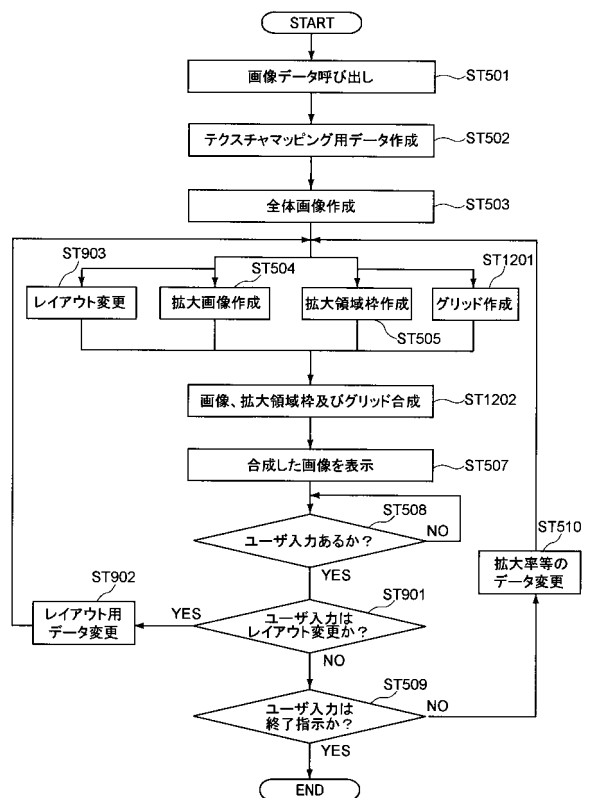 START
画像データ呼び出し
ST501
テクスチャマッピング用データ作成
ST502
全体画像作成
ST503
ST903
ST504
ST1201
レイアウト変更
拡大画像作成
拡大領域枠作成
グリッド作成
ST505
画像、拡大領域枠及びグリッド合成
ST1202
合成した画像を表示
ST507
ST508
ユーザ入力あるか?
NO
YES
ST510
拡大率等の
データ変更
ST902
レイアウト用
データ変更
YES
ST901
ユーザ入力は
レイアウト変更か?
NO
ST509
ユーザ入力は
終了指示か?
NO
YES
END